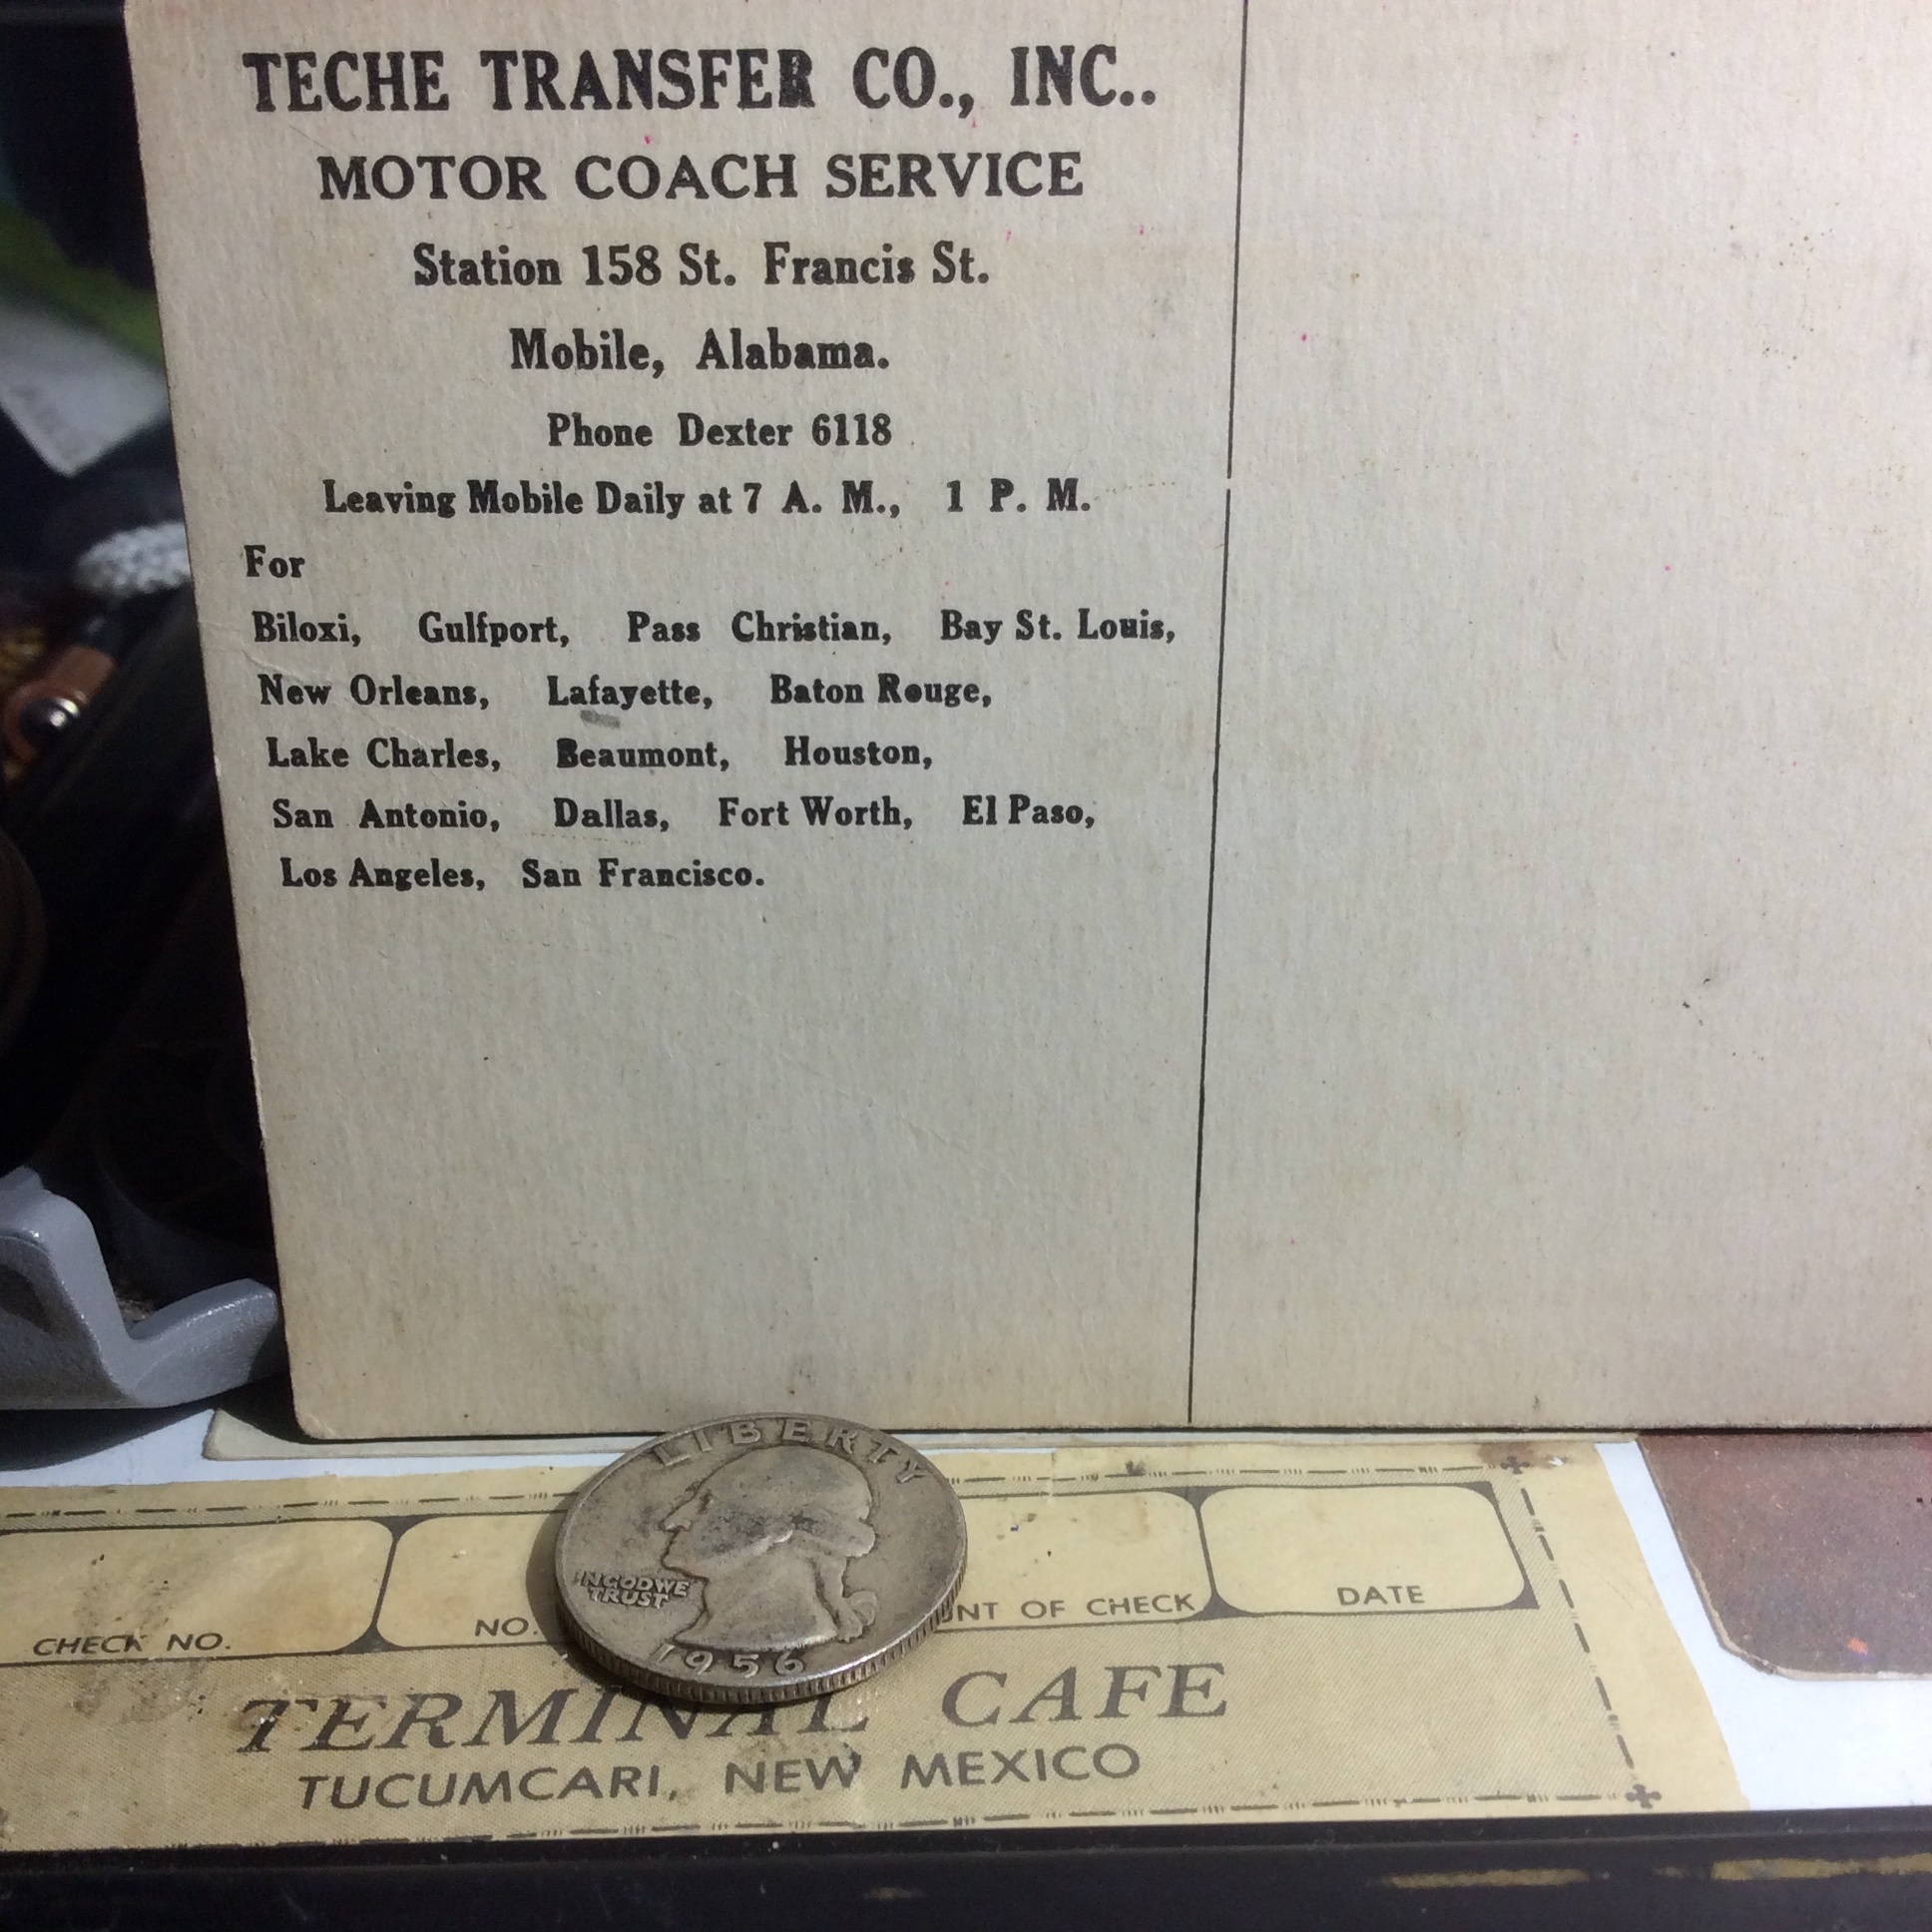 TECHE TRANSFER CO., INC..
MOTOR COACH SERVICE
Station 158 St. Francis St.
Mobile, Alabama.
Phone Dexter 6118
Leaving Mobile Daily at 7 A. M., 1 P. M.
For
Biloxi, Gulfport, Pass Christian, Bay St. Louis,
New Orleans, Lafayette, Baton Rouge,
Lake Charles, Beaumont, Houston,
San Antonio, Dallas, Fort Worth, El Paso,
Los Angeles, San Francisco.
LIBERTY
IN GOD WE
TRUST
1956
CHECK NO.
NO.
OF CHECK
DATE
TERMINAL CAFE
TUCUMCARI, NEW MEXICO